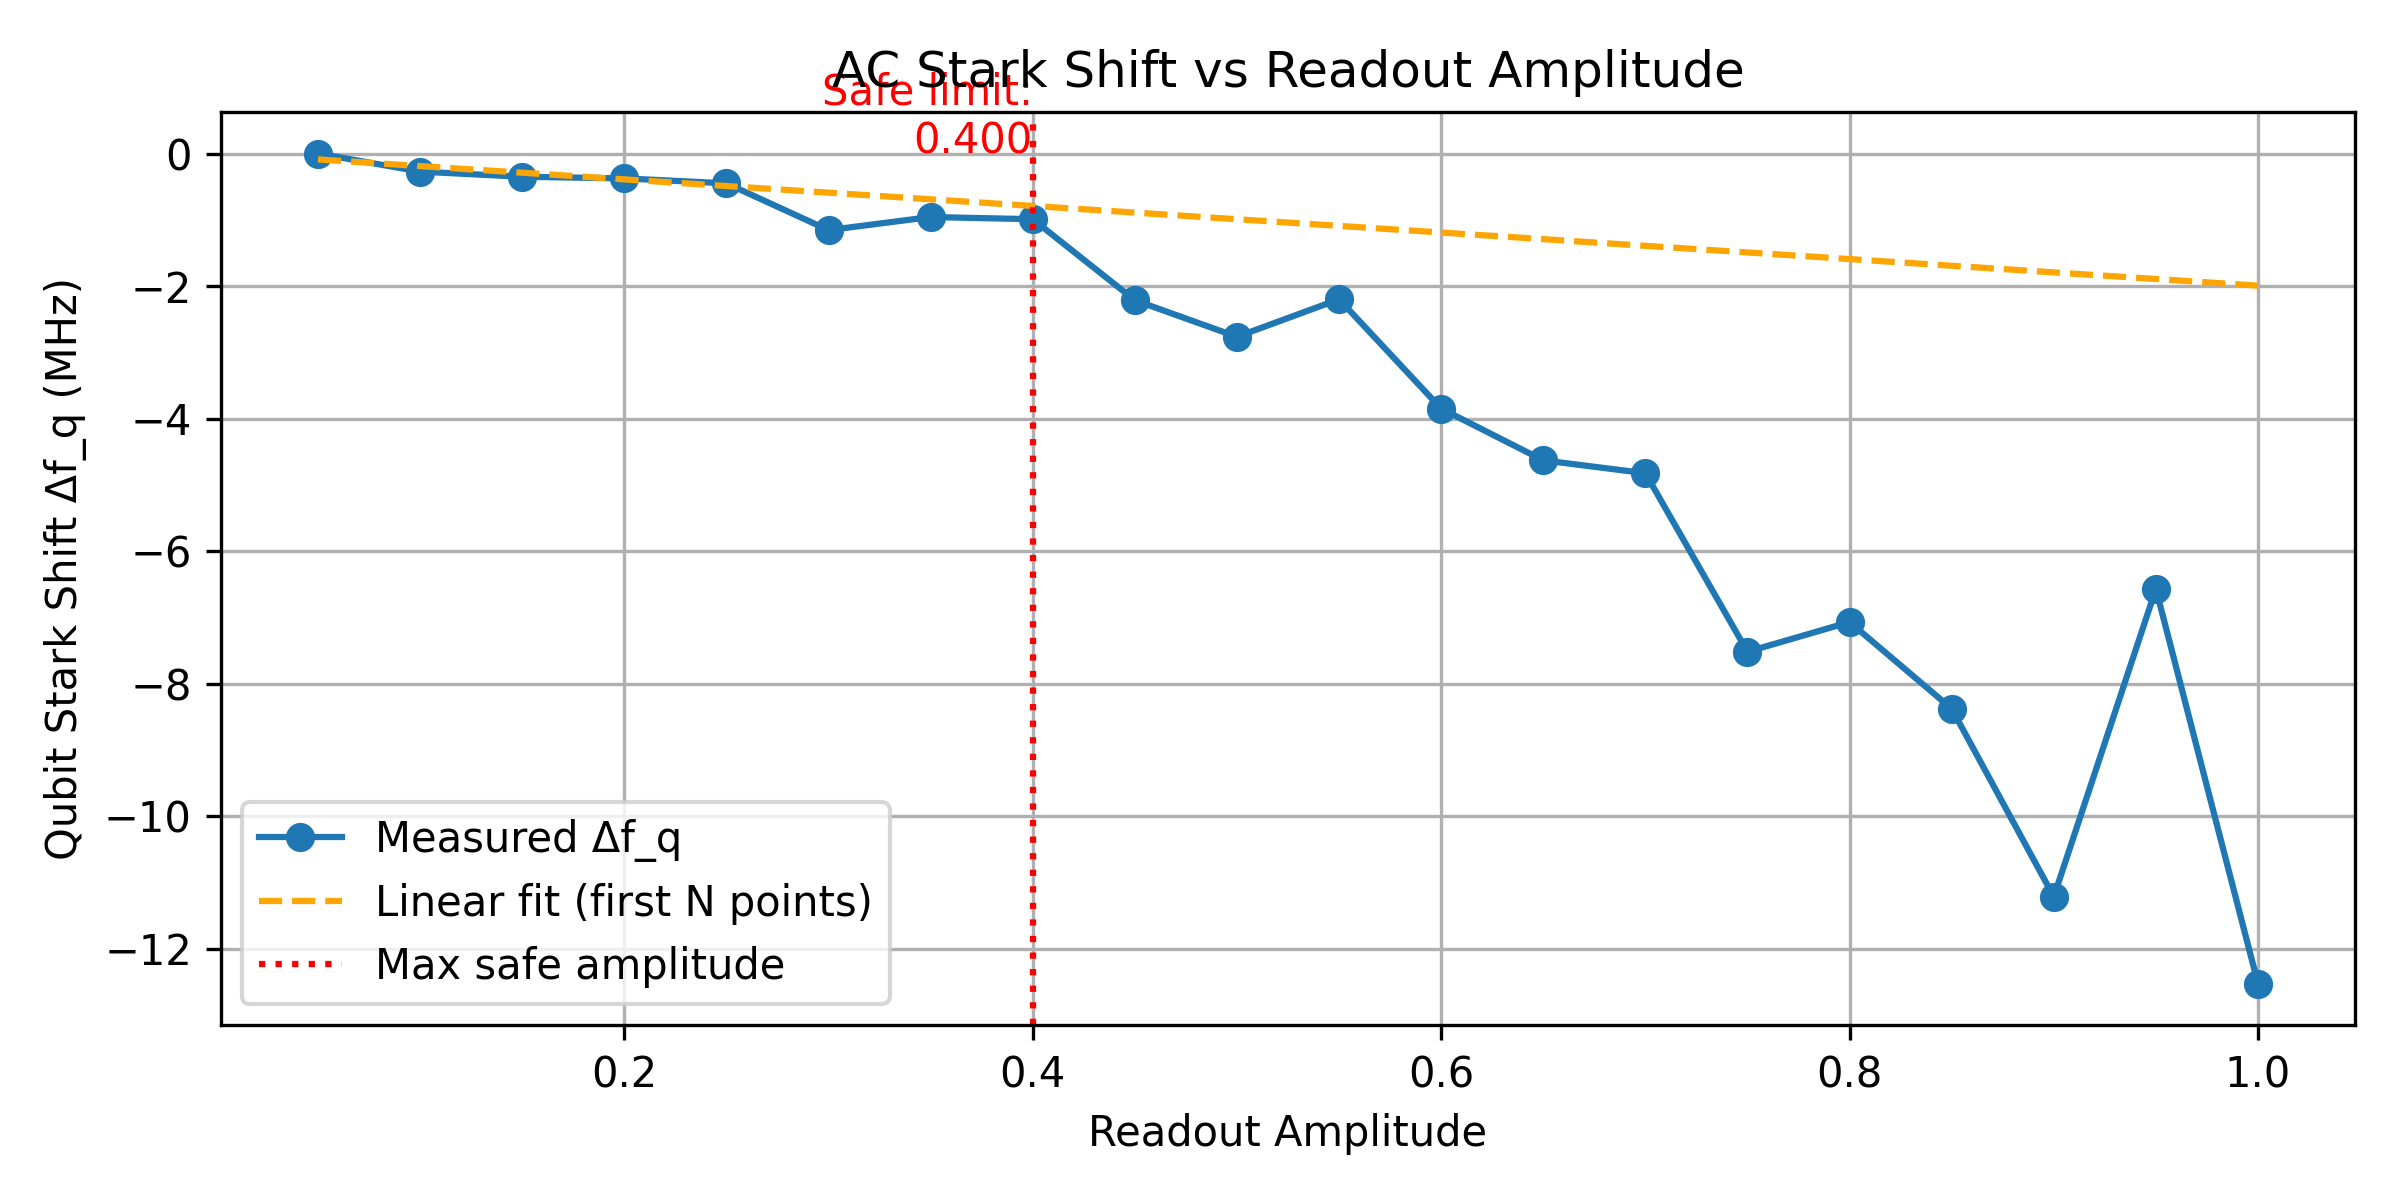 AC Stark Shift vs Readout Amplitude
Safe limit:
0.400
Qubit Stark Shift Δf_q (MHz)
0
−2
−4
−6
−8
−10
−12
Measured Δf_q
Linear fit (first N points)
Max safe amplitude
0.2
0.4
0.6
0.8
1.0
Readout Amplitude